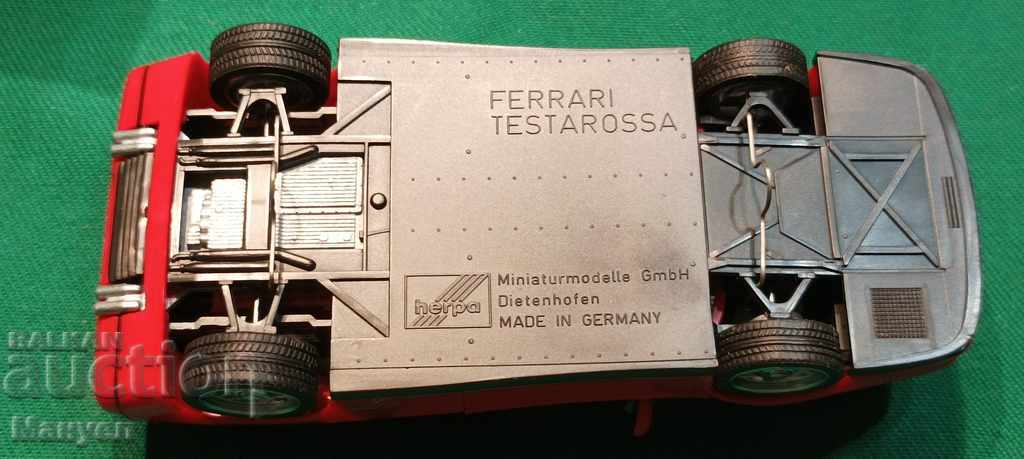 FERRARI
TESTAROSSA
herpa
Miniaturmodelle GmbH
Dietenhofen
MADE IN GERMANY
BALKAN
auction
Manyen